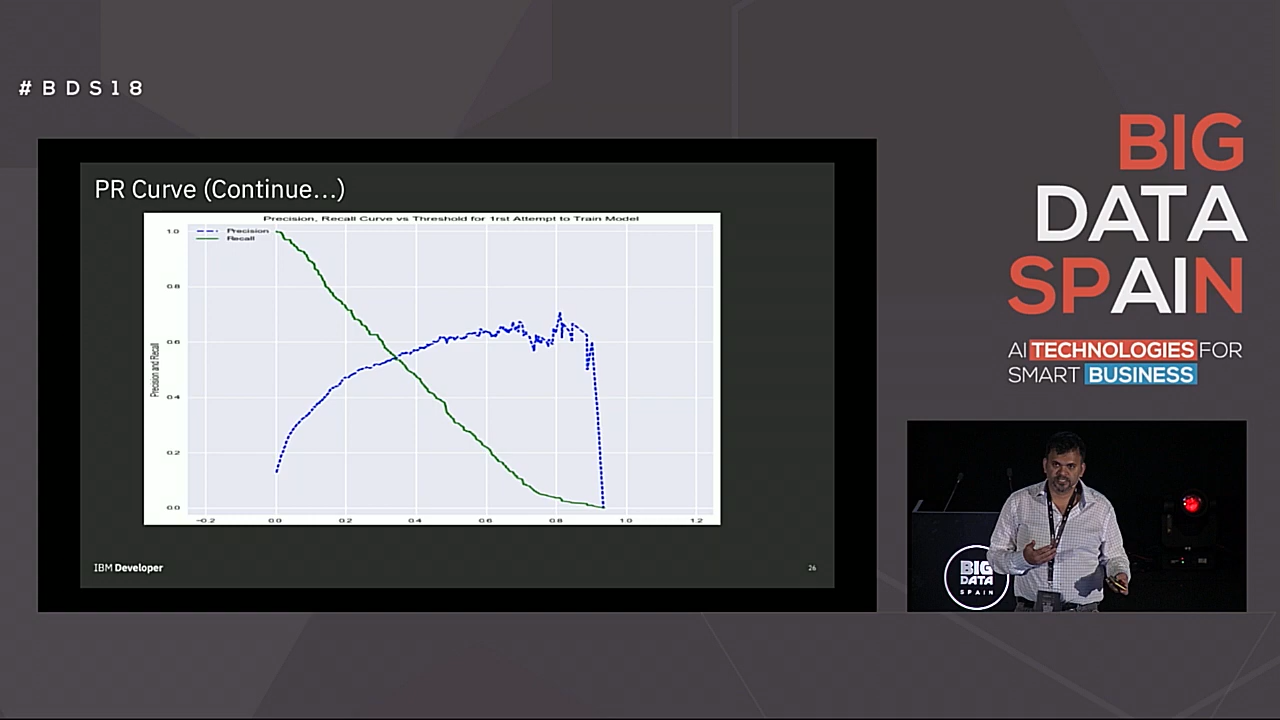 #BDS18
BIG
DATA
SPAIN
AI TECHNOLOGIES FOR
SMART BUSINESS
PR Curve (Continue...)
Precision, Recall Curve vs Threshold for 1rst Attempt to Train Model
Precision
Recall
Precision and Recall
1.0
0.8
0.6
0.4
0.2
0.0
−0.2 0.0 0.2 0.4 0.6 0.8 1.0 1.2
IBM Developer
26
BIG
DATA
SPAIN